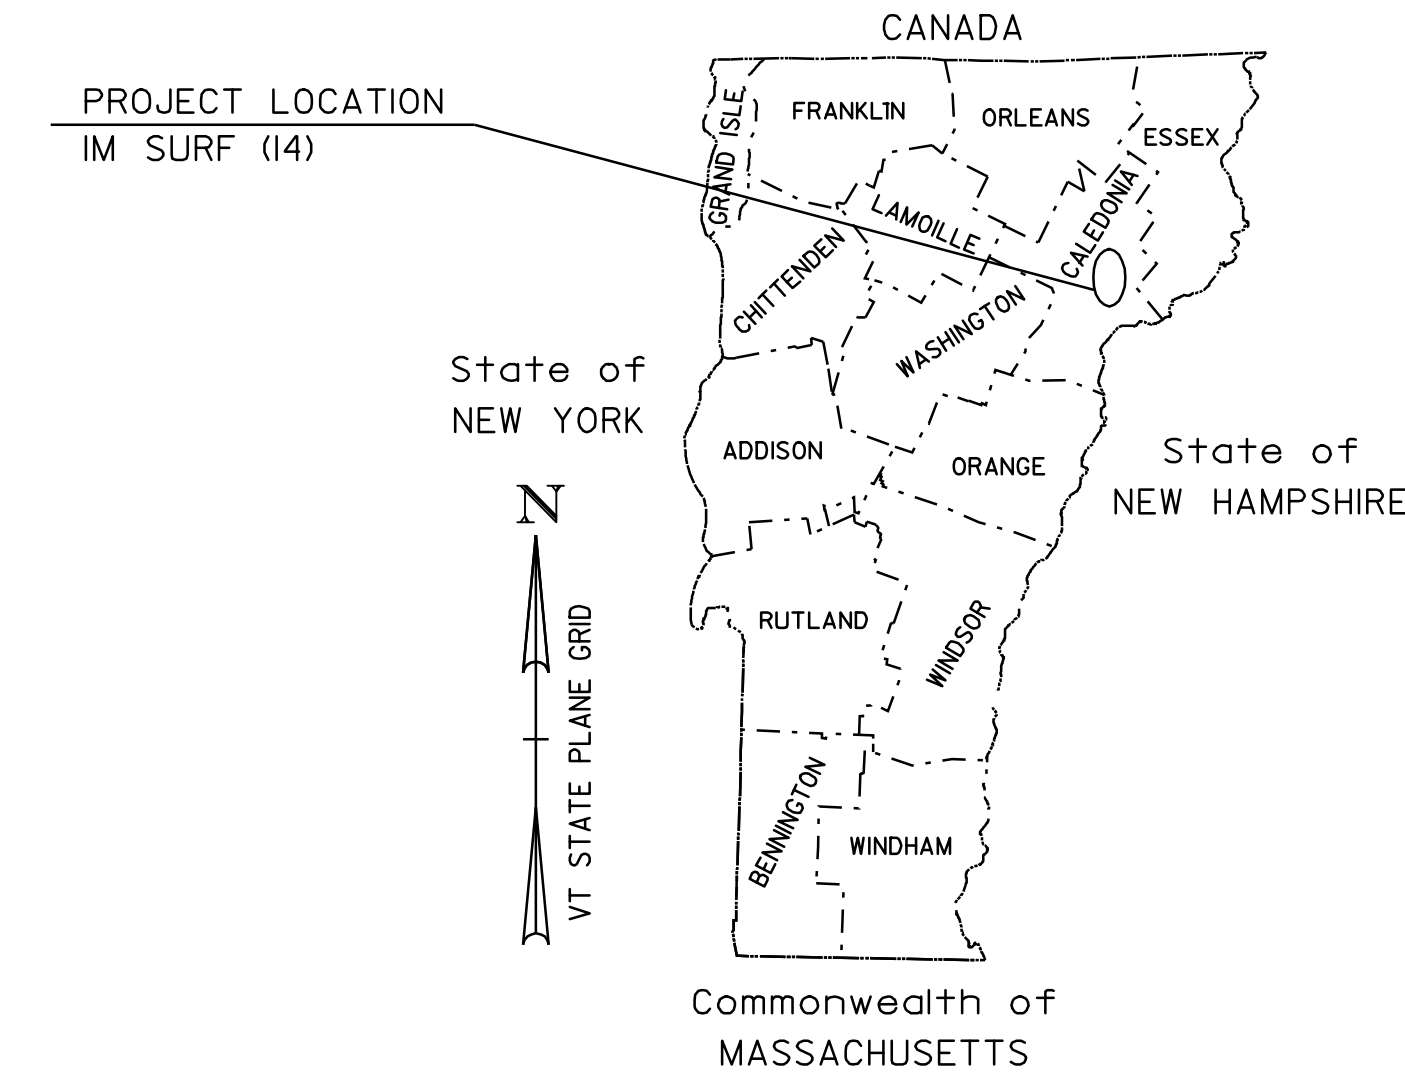 CANADA
PROJECT LOCATION
IM SURF (14)
GRAND ISLE
FRANKLIN
ORLEANS
ESSEX
LAMOILLE
CALEDONIA
CHITTENDEN
WASHINGTON
State of
NEW YORK
ADDISON
ORANGE
State of
NEW HAMPSHIRE
N
VT STATE PLANE GRID
RUTLAND
WINDSOR
BENNINGTON
WINDHAM
Commonwealth of
MASSACHUSETTS